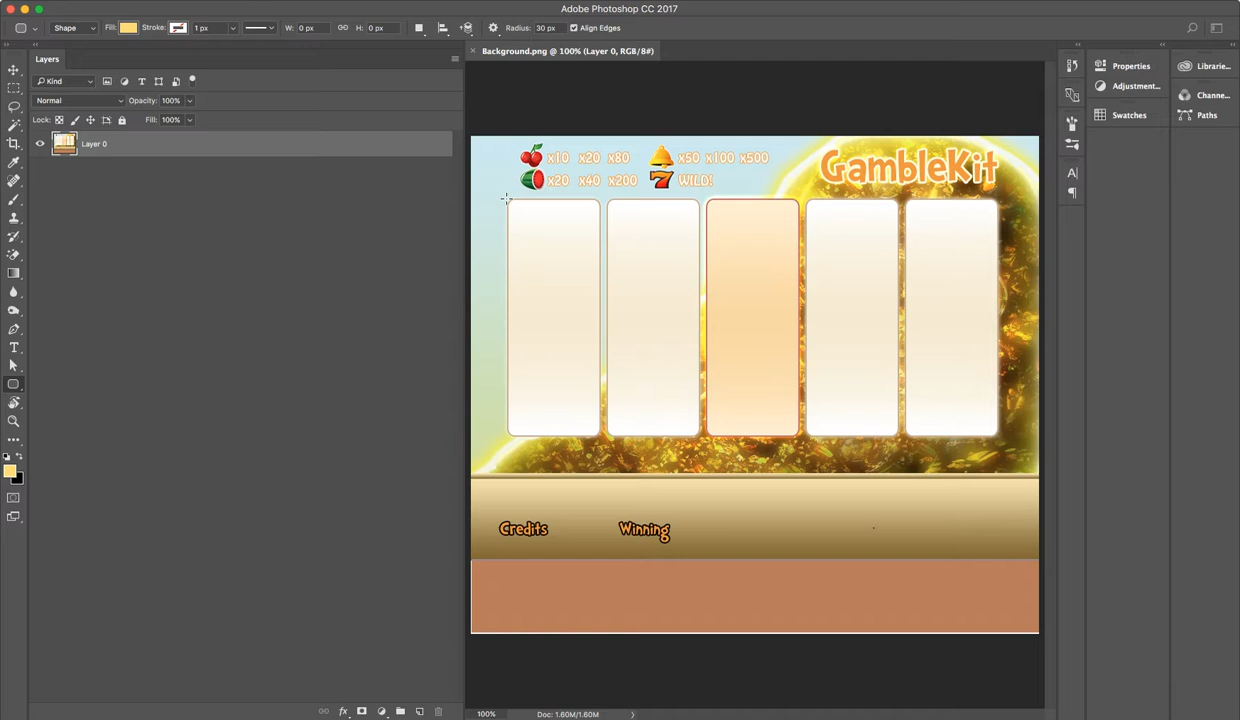 Adobe Photoshop CC 2017
Shape Fill: Stroke: 1 px W: 0 px H: 0 px Radius: 30 px Align Edges
Layers
Background.png @ 100% (Layer 0, RGB/8#)
Kind
Normal Opacity: 100%
Lock: Fill: 100%
Layer 0
Properties
Adjustment...
Swatches
Librarie...
Channe...
Paths
x10 x20 x80 x50 x100 x500
x20 x40 x200 WILD!
GambleKit
Credits Winning
100% Doc: 1.60M/1.60M